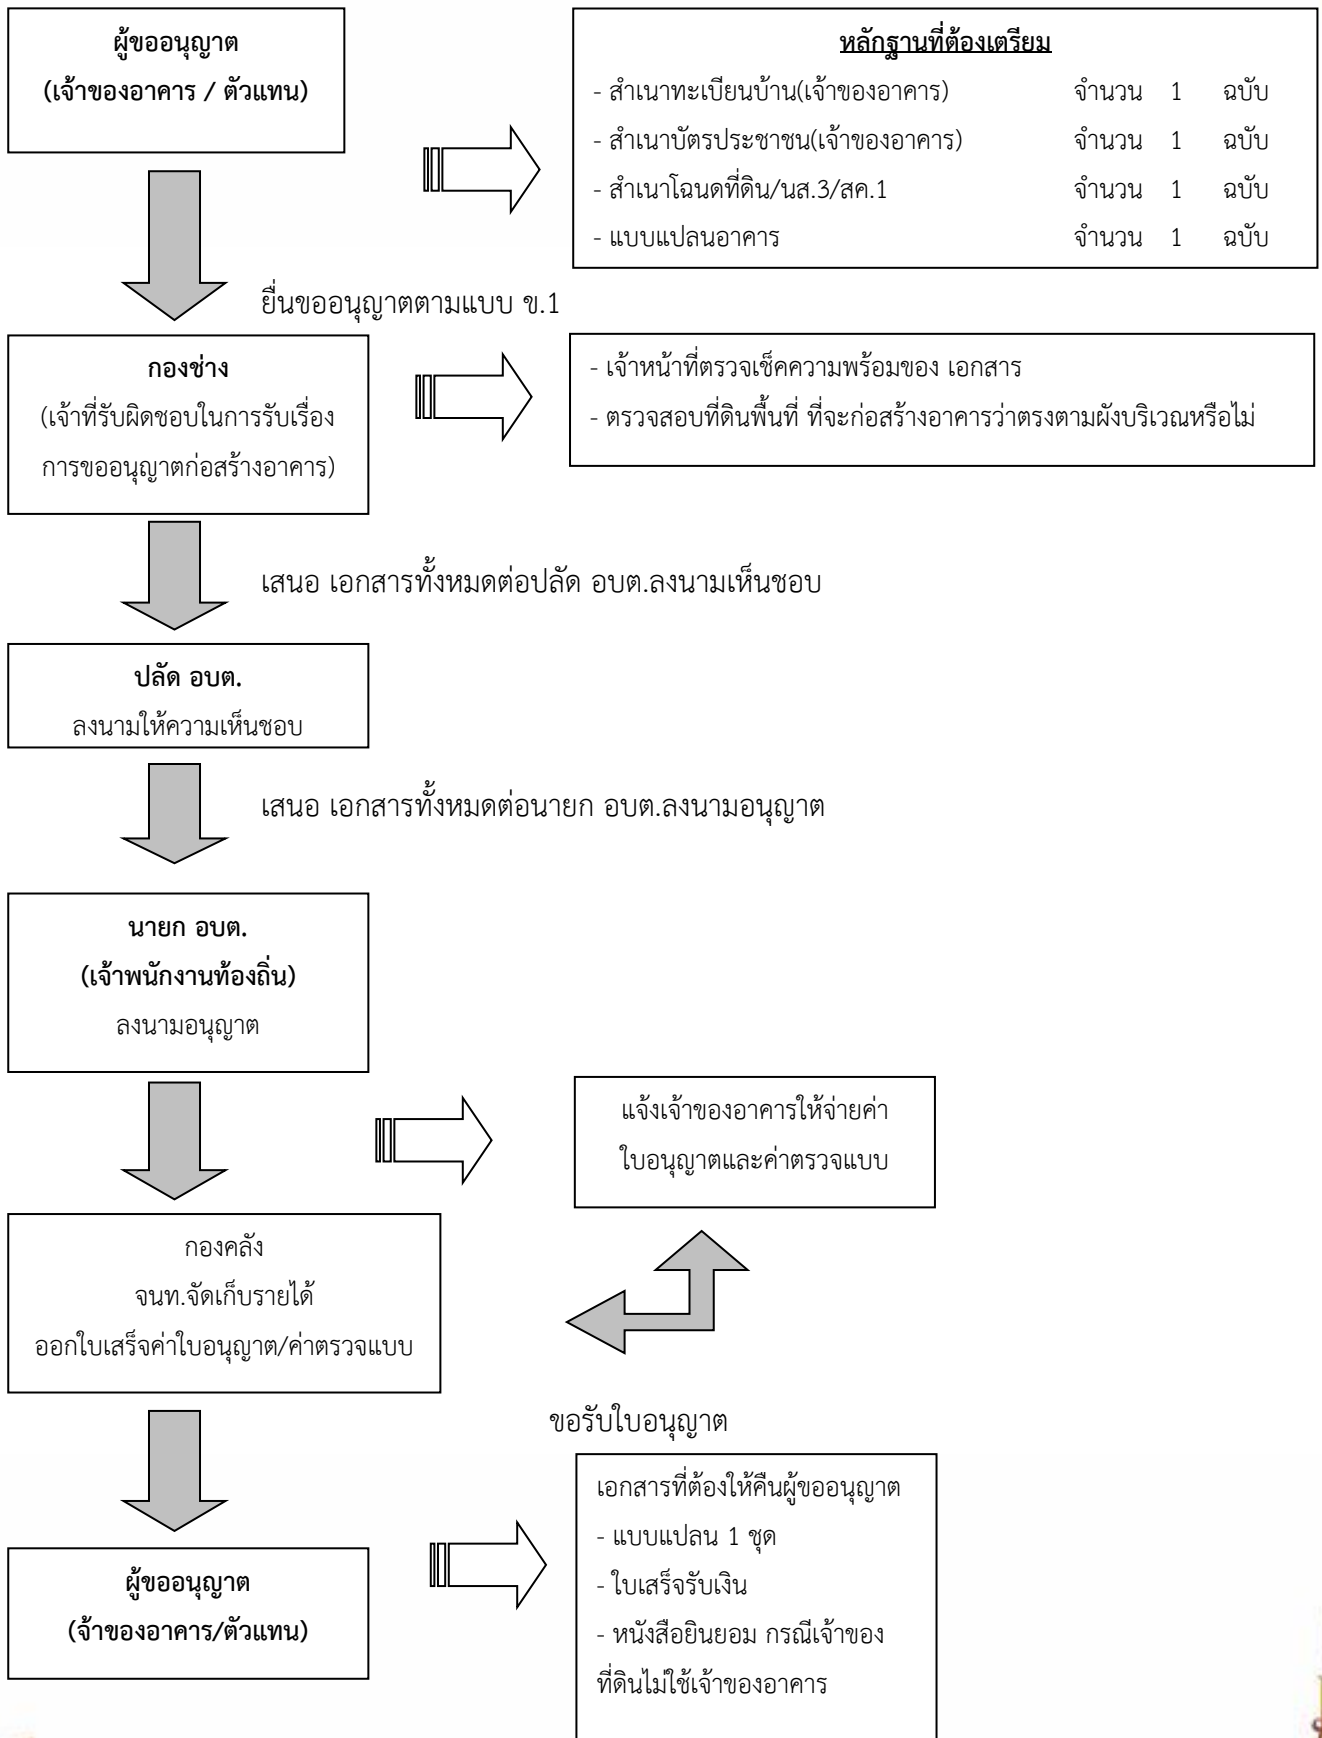 ผู้ขออนุญาต
(เจ้าของอาคาร / ตัวแทน)
หลักฐานที่ต้องเตรียม
- สำเนาทะเบียนบ้าน(เจ้าของอาคาร) จำนวน 1 ฉบับ
- สำเนาบัตรประชาชน(เจ้าของอาคาร) จำนวน 1 ฉบับ
- สำเนาโฉนดที่ดิน/นส.3/สค.1 จำนวน 1 ฉบับ
- แบบแปลนอาคาร จำนวน 1 ฉบับ
ยื่นขออนุญาตตามแบบ ข.1
กองช่าง
(เจ้าที่รับผิดชอบในการรับเรื่อง
การขออนุญาตก่อสร้างอาคาร)
- เจ้าหน้าที่ตรวจเช็คความพร้อมของ เอกสาร
- ตรวจสอบที่ดินพื้นที่ ที่จะก่อสร้างอาคารว่าตรงตามผังบริเวณหรือไม่
เสนอ เอกสารทั้งหมดต่อปลัด อบต.ลงนามเห็นชอบ
ปลัด อบต.
ลงนามให้ความเห็นชอบ
เสนอ เอกสารทั้งหมดต่อนายก อบต.ลงนามอนุญาต
นายก อบต.
(เจ้าพนักงานท้องถิ่น)
ลงนามอนุญาต
แจ้งเจ้าของอาคารให้จ่ายค่า
ใบอนุญาตและค่าตรวจแบบ
กองคลัง
จนท.จัดเก็บรายได้
ออกใบเสร็จค่าใบอนุญาต/ค่าตรวจแบบ
ขอรับใบอนุญาต
ผู้ขออนุญาต
(จ้าของอาคาร/ตัวแทน)
เอกสารที่ต้องให้คืนผู้ขออนุญาต
- แบบแปลน 1 ชุด
- ใบเสร็จรับเงิน
- หนังสือยินยอม กรณีเจ้าของ
ที่ดินไม่ใช้เจ้าของอาคาร